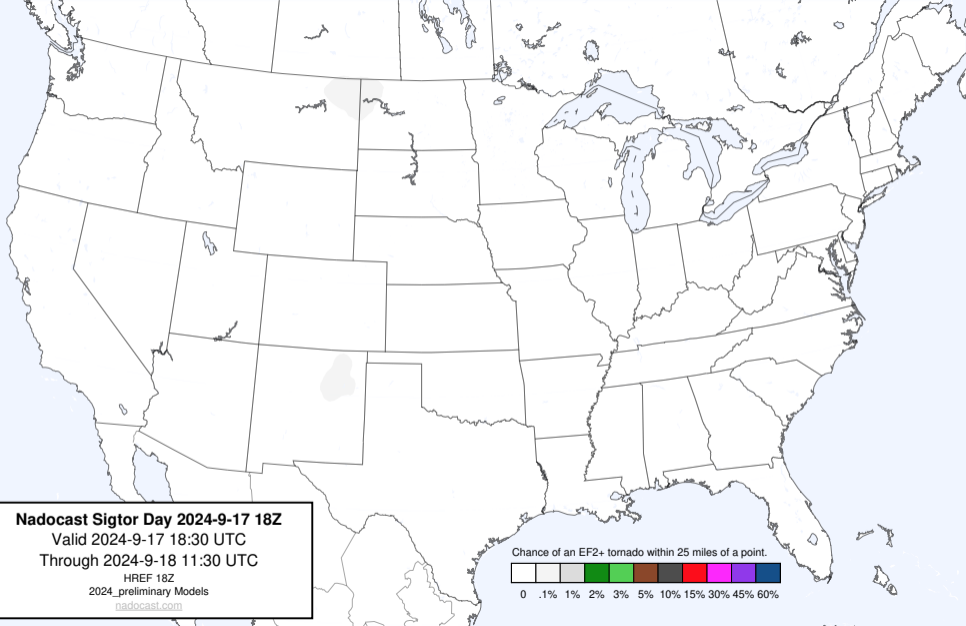 Nadocast Sigtor Day 2024-9-17 18Z
Valid 2024-9-17 18:30 UTC
Through 2024-9-18 11:30 UTC
HREF 18Z
2024_preliminary Models
nadocast.com
Chance of an EF2+ tornado within 25 miles of a point.
0 .1% 1% 2% 3% 5% 10% 15% 30% 45% 60%